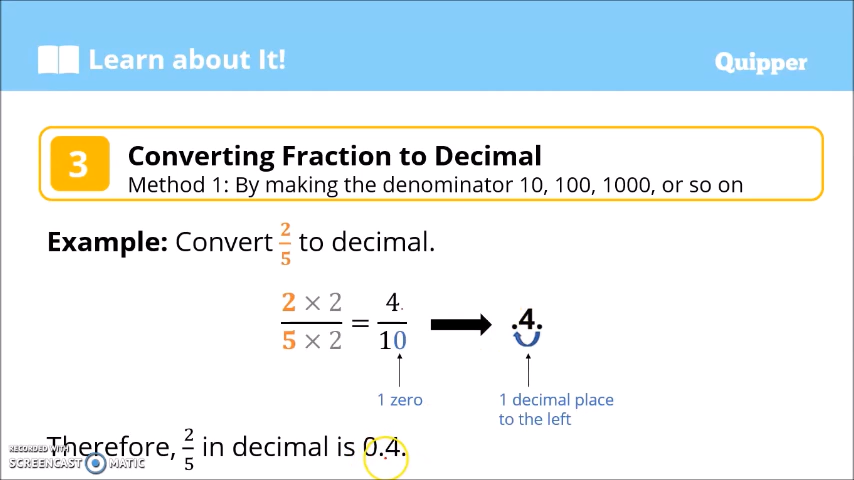 Learn about It!
Quipper
3
Converting Fraction to Decimal
Method 1: By making the denominator 10, 100, 1000, or so on
Example: Convert 2/5 to decimal.
2 × 2 / 5 × 2 = 4 / 10 → .4.
1 zero
1 decimal place
to the left
Therefore, 2/5 in decimal is 0.4.
RECORDED WITH
SCREENCAST MATIC